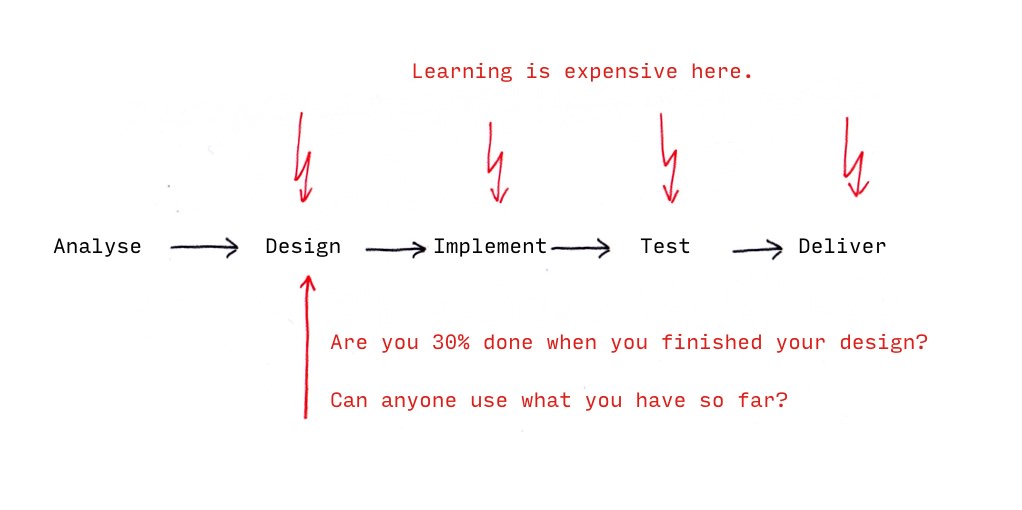 Learning is expensive here.
Analyse Design Implement Test Deliver
Are you 30% done when you finished your design?
Can anyone use what you have so far?